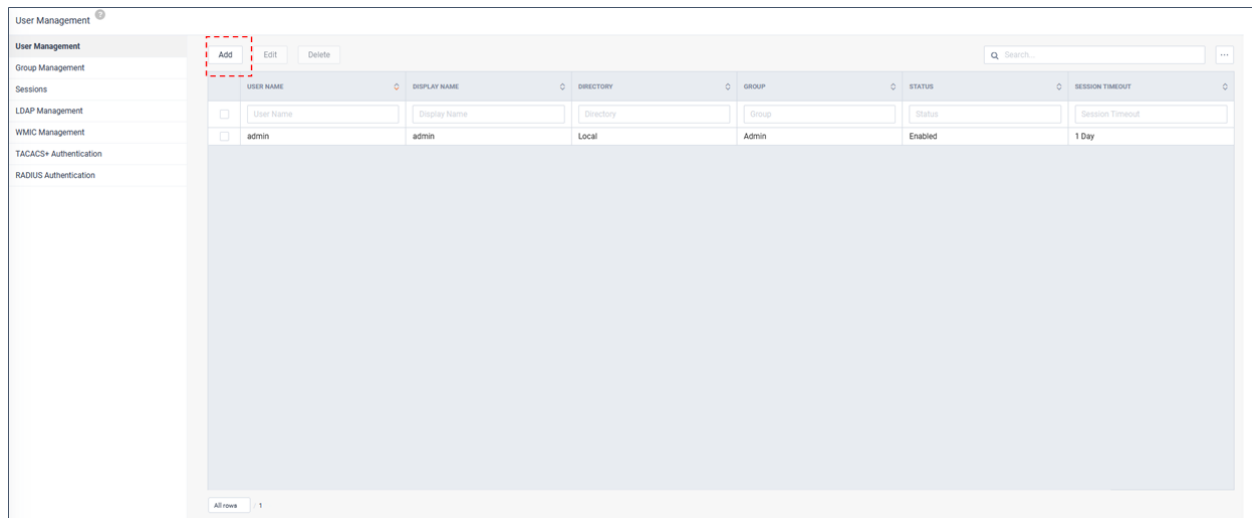 User Management ?
User Management
Group Management
Sessions
LDAP Management
WMIC Management
TACACS+ Authentication
RADIUS Authentication
Add Edit Delete Search... ...
USER NAME DISPLAY NAME DIRECTORY GROUP STATUS SESSION TIMEOUT
User Name Display Name Directory Group Status Session Timeout
admin admin Local Admin Enabled 1 Day
All rows / 1